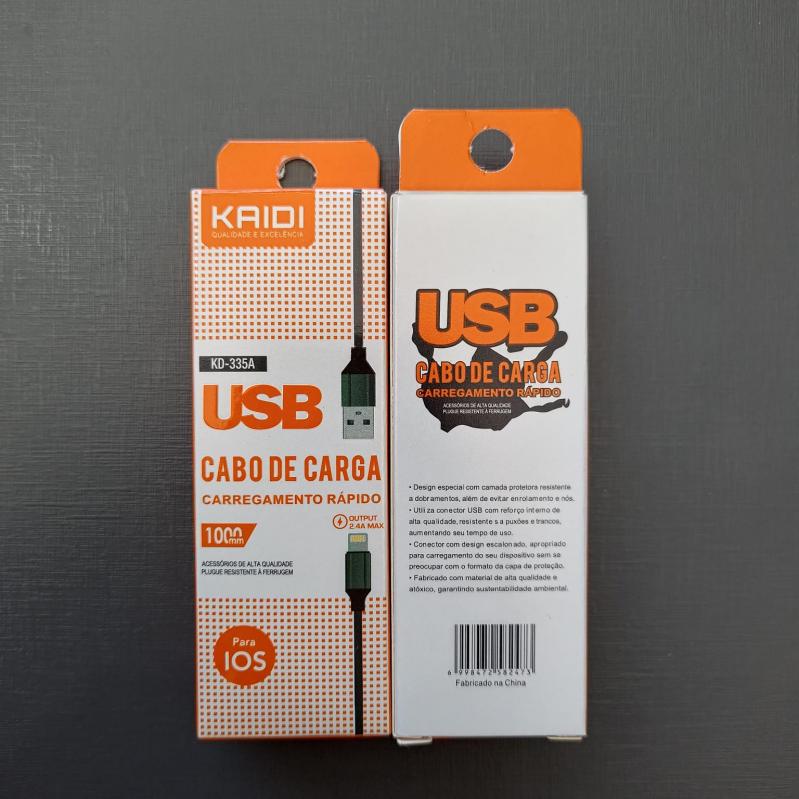 KAIDI
QUALIDADE E EXCELÊNCIA
KD-335A
USB
CABO DE CARGA
CARREGAMENTO RÁPIDO
1000mm
OUTPUT
2.4A MAX
ACESSÓRIOS DE ALTA QUALIDADE
PLUGUE RESISTENTE À FERRUGEM
Para
IOS
USB
CABO DE CARGA
CARREGAMENTO RÁPIDO
ACESSÓRIOS DE ALTA QUALIDADE
PLUGUE RESISTENTE À FERRUGEM
• Design especial com camada protetora resistente
a dobramentos, além de evitar enrolamento e nós.
• Utiliza conector USB com reforço interno de
alta qualidade, resistente s a puxões e trancos,
aumentando seu tempo de uso.
• Conector com design escalonado, apropriado
para carregamento do seu dispositivo sem se
preocupar com o formato da capa de proteção.
• Fabricado com material de alta qualidade e
atóxico, garantindo sustentabilidade ambiental.
6 998472 582473
Fabricado na China